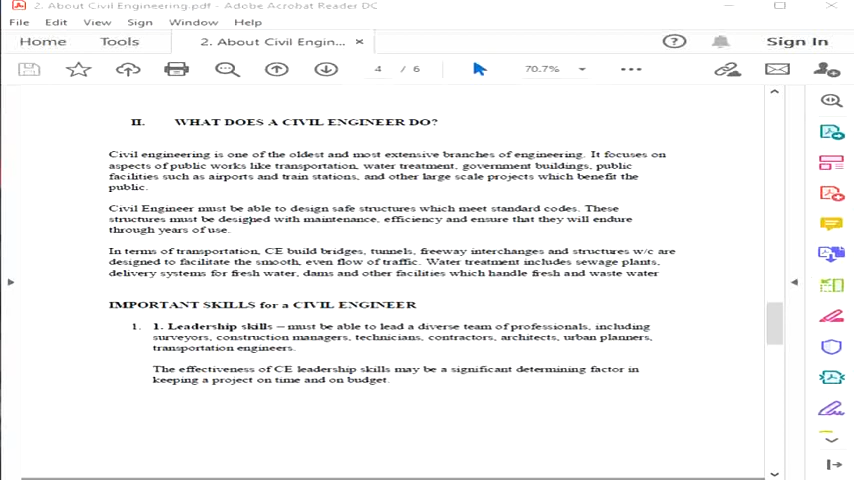 2. About Civil Engineering.pdf - Adobe Acrobat Reader DC
File Edit View Sign Window Help
Home Tools 2. About Civil Engin... × Sign In
4 / 6 70.7%
II. WHAT DOES A CIVIL ENGINEER DO?
Civil engineering is one of the oldest and most extensive branches of engineering. It focuses on
aspects of public works like transportation, water treatment, government buildings, public
facilities such as airports and train stations, and other large scale projects which benefit the
public.
Civil Engineer must be able to design safe structures which meet standard codes. These
structures must be designed with maintenance, efficiency and ensure that they will endure
through years of use.
In terms of transportation, CE build bridges, tunnels, freeway interchanges and structures w/c are
designed to facilitate the smooth, even flow of traffic. Water treatment includes sewage plants,
delivery systems for fresh water, dams and other facilities which handle fresh and waste water
IMPORTANT SKILLS for a CIVIL ENGINEER
1. 1. Leadership skills – must be able to lead a diverse team of professionals, including
surveyors, construction managers, technicians, contractors, architects, urban planners,
transportation engineers.
The effectiveness of CE leadership skills may be a significant determining factor in
keeping a project on time and on budget.